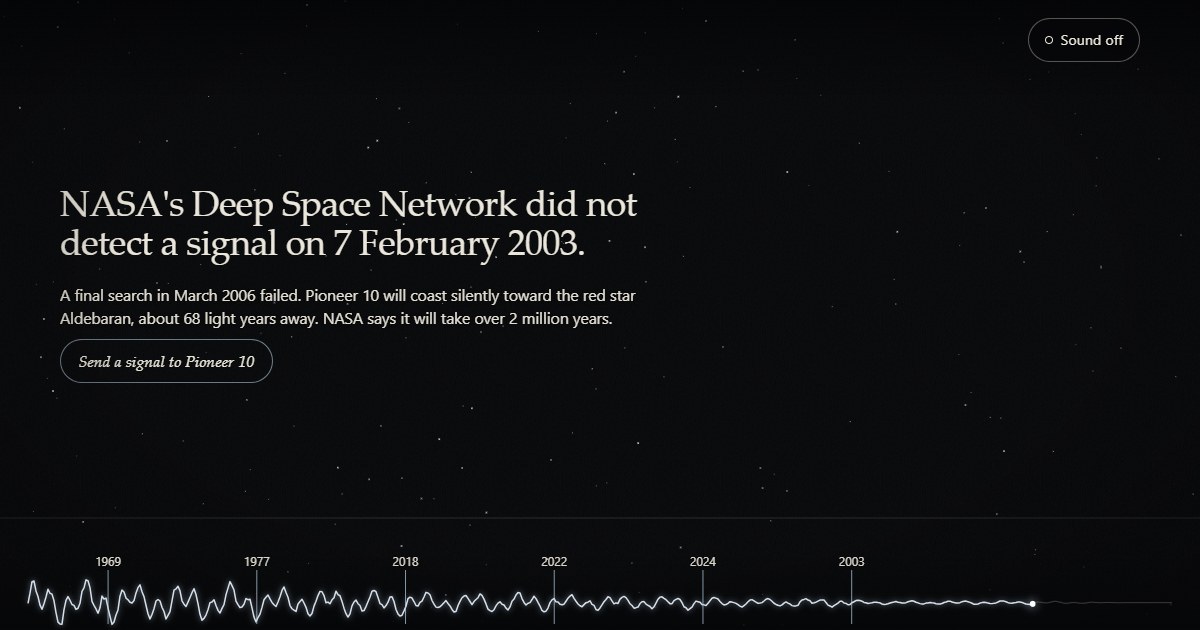 Sound off
NASA's Deep Space Network did not
detect a signal on 7 February 2003.
A final search in March 2006 failed. Pioneer 10 will coast silently toward the red star
Aldebaran, about 68 light years away. NASA says it will take over 2 million years.
Send a signal to Pioneer 10
1969 1977 2018 2022 2024 2003